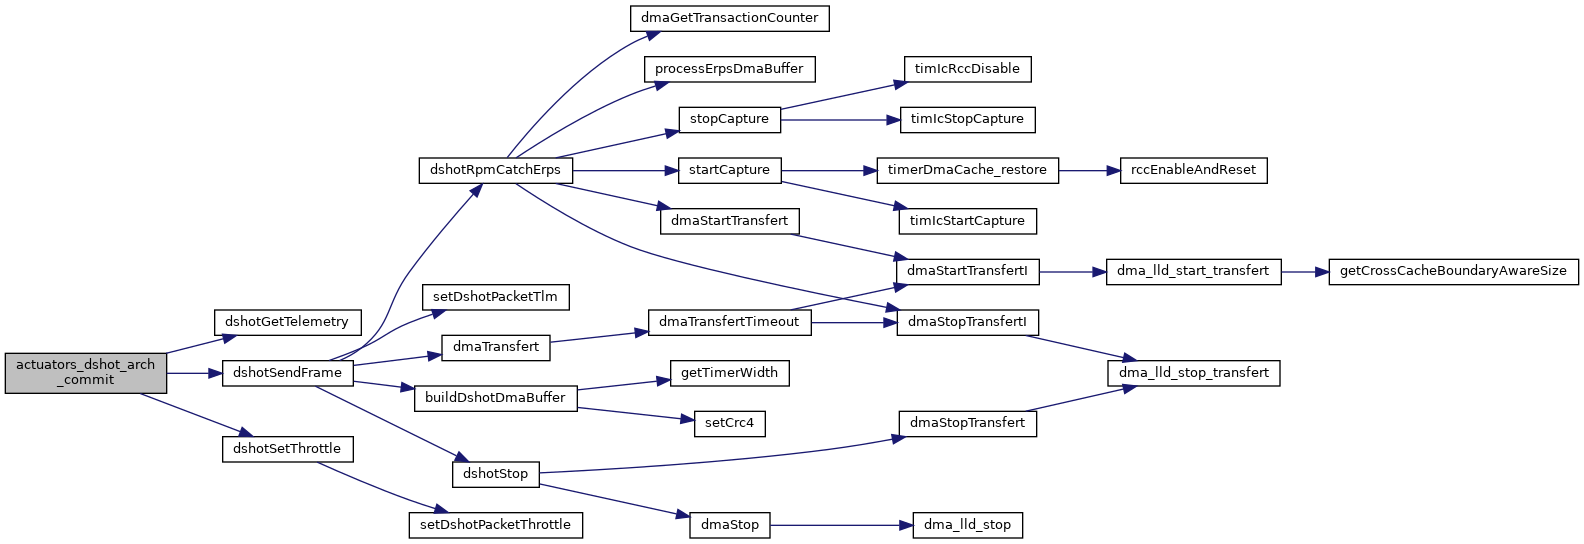 dmaGetTransactionCounter
processErpsDmaBuffer
timIcRccDisable
stopCapture
timIcStopCapture
dshotRpmCatchErps
startCapture
timerDmaCache_restore
rccEnableAndReset
dmaStartTransfert
timIcStartCapture
dmaStartTransfertI
dma_lld_start_transfert
getCrossCacheBoundaryAwareSize
setDshotPacketTlm
dshotGetTelemetry
dmaTransfertTimeout
dmaStopTransfertI
dmaTransfert
actuators_dshot_arch
_commit
dshotSendFrame
getTimerWidth
dma_lld_stop_transfert
buildDshotDmaBuffer
setCrc4
dmaStopTransfert
dshotSetThrottle
dshotStop
setDshotPacketThrottle
dmaStop
dma_lld_stop